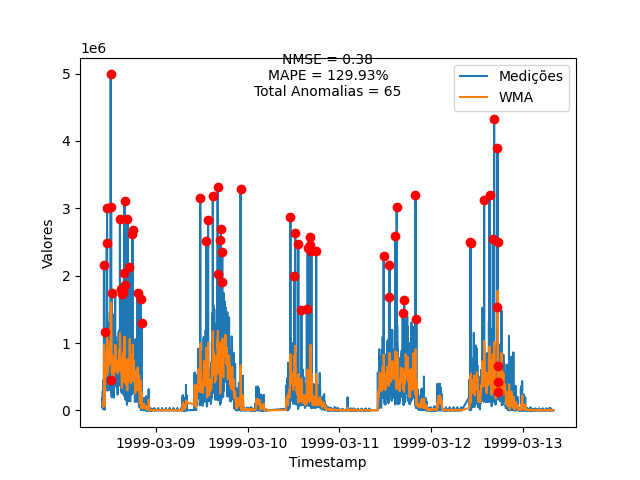 1e6
NMSE = 0.38
MAPE = 129.93%
Total Anomalias = 65
Medições
WMA
5
4
3
2
1
0
Valores
1999-03-09 1999-03-10 1999-03-11 1999-03-12 1999-03-13
Timestamp